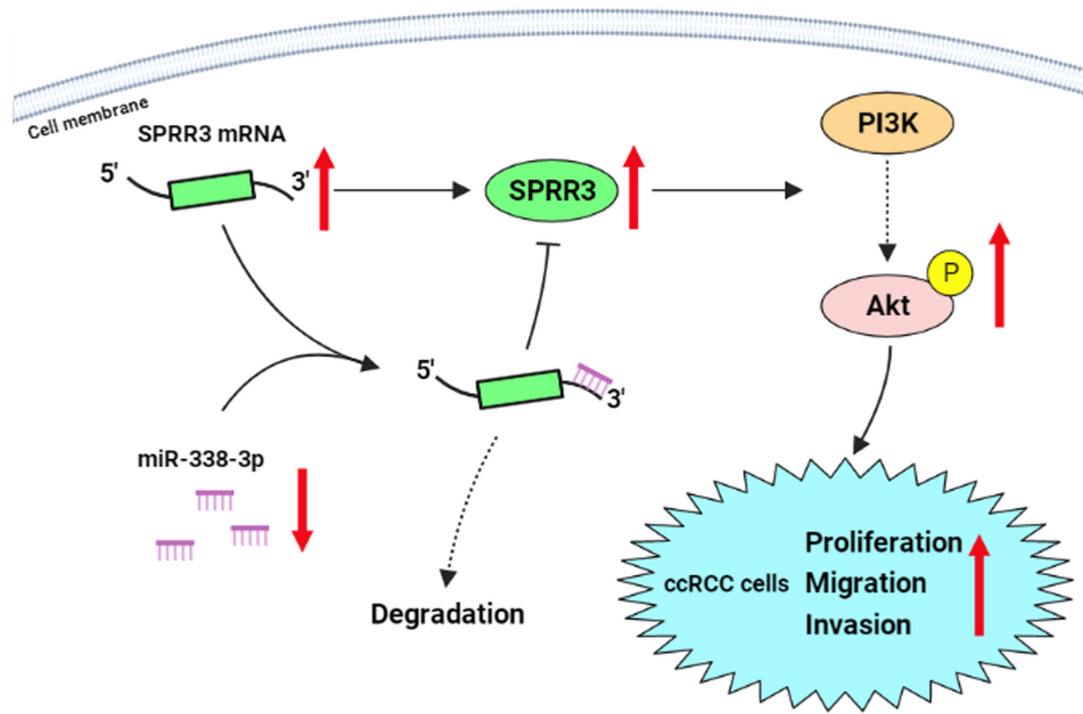 Cell membrane
SPRR3 mRNA
5'
3'
SPRR3
PI3K
Akt
P
5'
3'
miR-338-3p
Degradation
ccRCC cells
Proliferation
Migration
Invasion